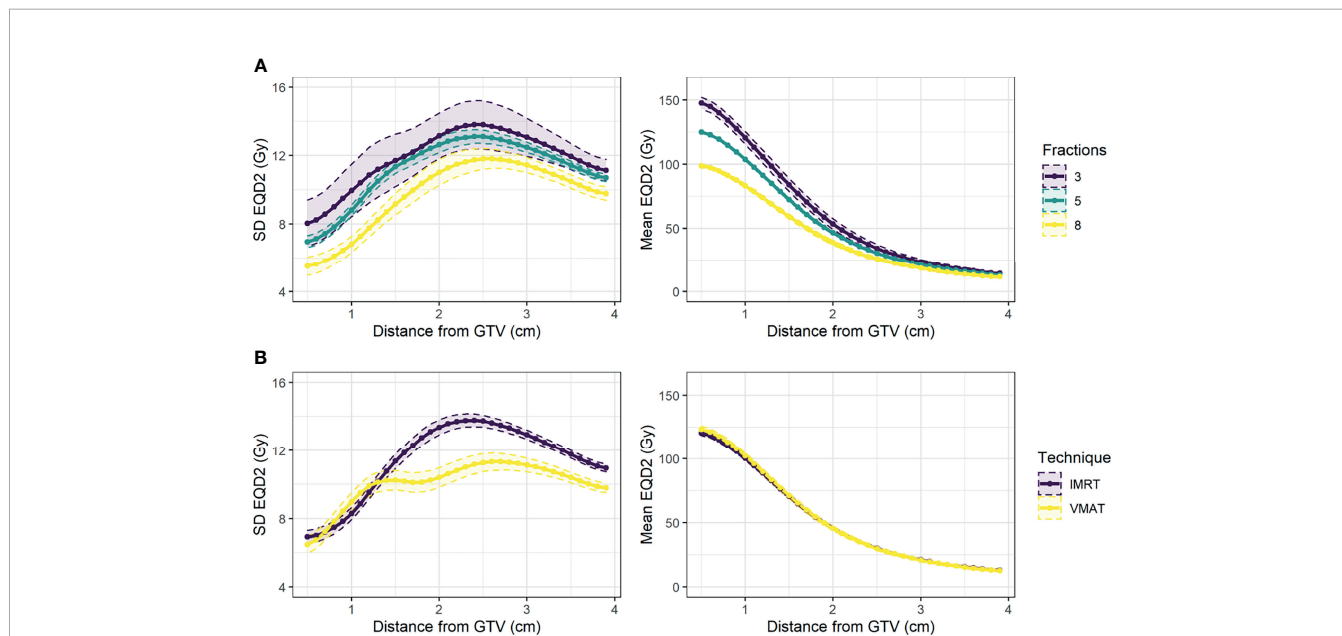 A
16
12
8
4
SD EQD2 (Gy)
1
2
3
4
Distance from GTV (cm)
150
100
50
0
Mean EQD2 (Gy)
1
2
3
4
Distance from GTV (cm)
Fractions
3
5
8
B
16
12
8
4
SD EQD2 (Gy)
1
2
3
4
Distance from GTV (cm)
150
100
50
0
Mean EQD2 (Gy)
1
2
3
4
Distance from GTV (cm)
Technique
IMRT
VMAT